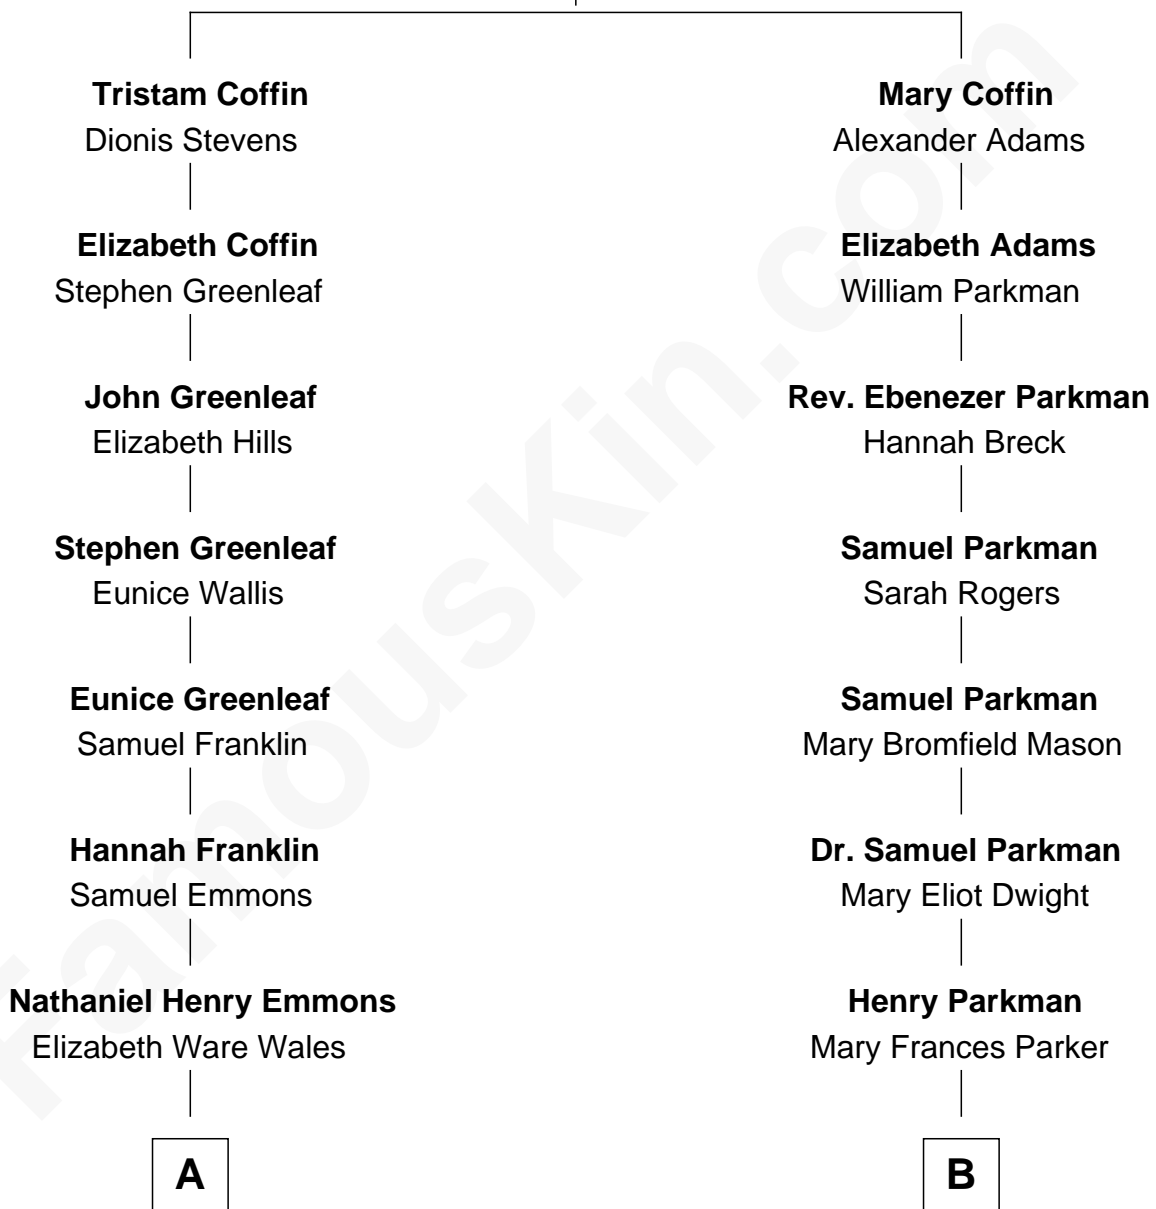 Tristam Coffin
Dionis Stevens
Elizabeth Coffin
Stephen Greenleaf
John Greenleaf
Elizabeth Hills
Stephen Greenleaf
Eunice Wallis
Eunice Greenleaf
Samuel Franklin
Hannah Franklin
Samuel Emmons
Nathaniel Henry Emmons
Elizabeth Ware Wales
A
Mary Coffin
Alexander Adams
Elizabeth Adams
William Parkman
Rev. Ebenezer Parkman
Hannah Breck
Samuel Parkman
Sarah Rogers
Samuel Parkman
Mary Bromfield Mason
Dr. Samuel Parkman
Mary Eliot Dwight
Henry Parkman
Mary Frances Parker
B
FamousKin.com